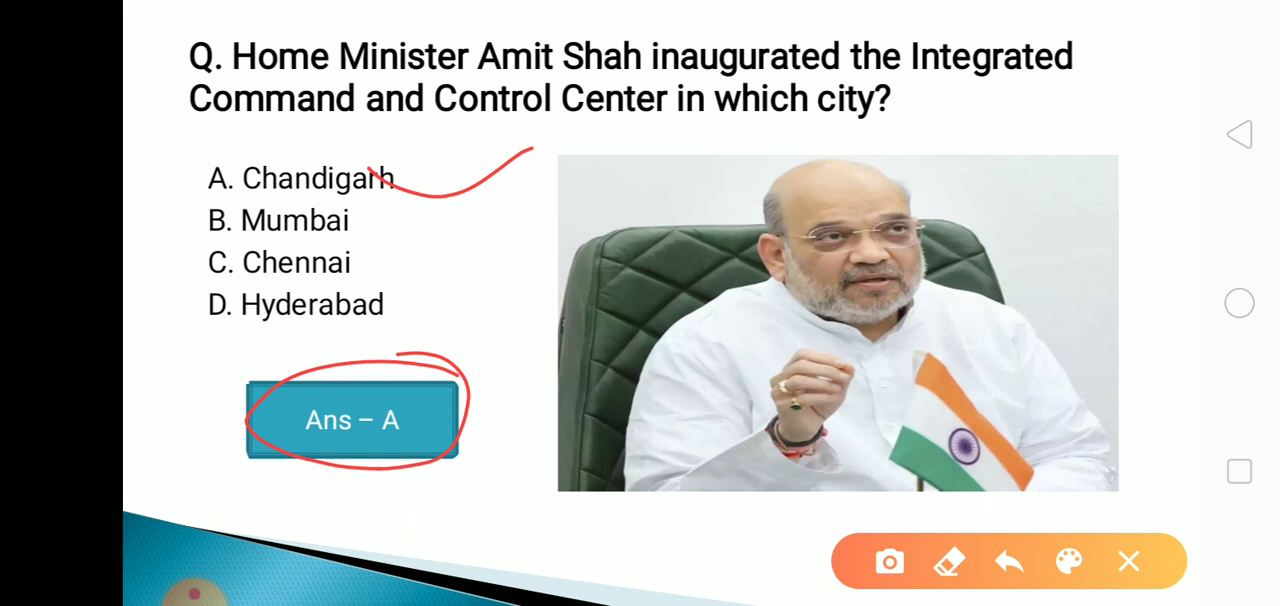 Q. Home Minister Amit Shah inaugurated the Integrated
Command and Control Center in which city?
A. Chandigarh
B. Mumbai
C. Chennai
D. Hyderabad
Ans – A